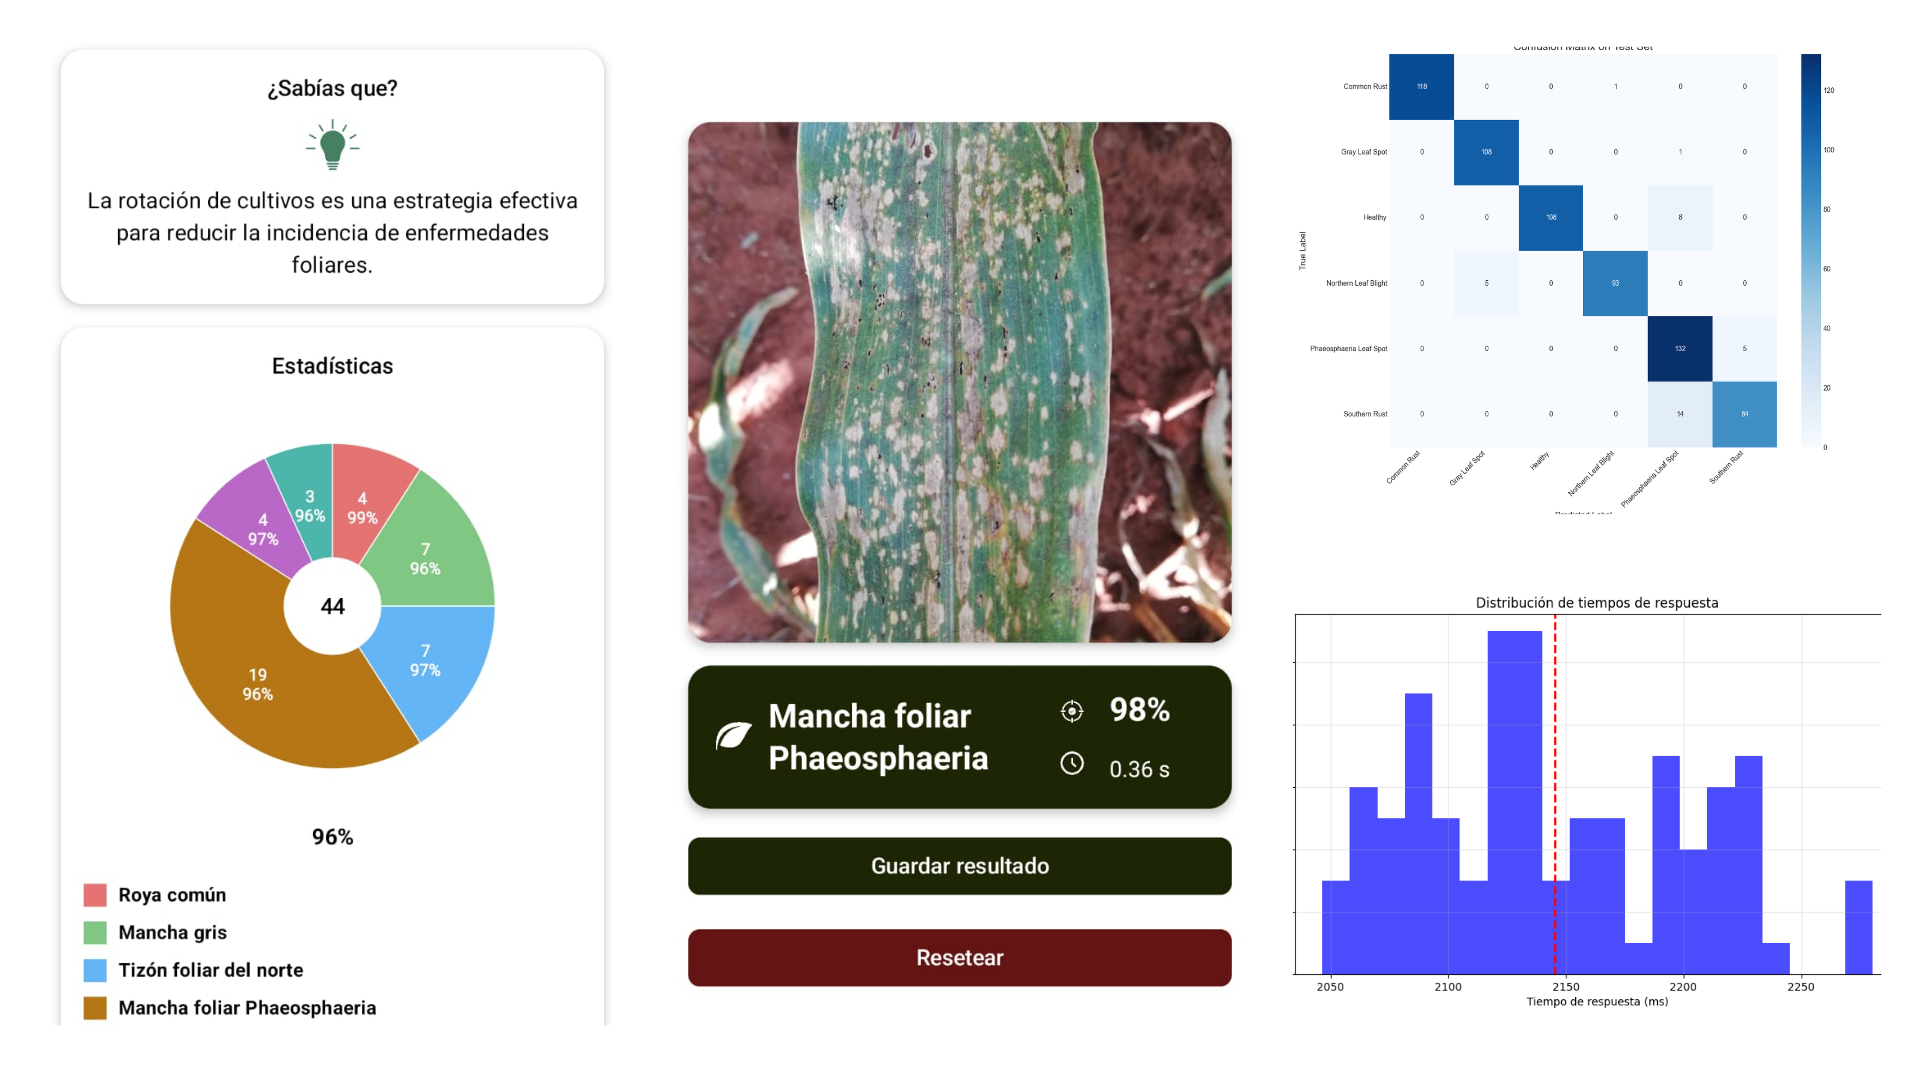 ¿Sabías que?
La rotación de cultivos es una estrategia efectiva
para reducir la incidencia de enfermedades
foliares.
Estadísticas
3
96%
4
99%
4
97%
7
96%
44
7
97%
19
96%
96%
Roya común
Mancha gris
Tizón foliar del norte
Mancha foliar Phaeosphaeria
Mancha foliar
Phaeosphaeria
98%
0.36 s
Guardar resultado
Resetear
Confusion Matrix on Test Set
True Label
Common Rust 118 0 0 1 0 0
Gray Leaf Spot 0 108 0 0 1 0
Healthy 0 0 108 0 8 0
Northern Leaf Blight 0 5 0 93 0 0
Phaeosphaeria Leaf Spot 0 0 0 0 132 5
Southern Rust 0 0 0 0 14 84
Common Rust
Gray Leaf Spot
Healthy
Northern Leaf Blight
Phaeosphaeria Leaf Spot
Southern Rust
Predicted Label
120
100
80
60
40
20
0
Distribución de tiempos de respuesta
2050 2100 2150 2200 2250
Tiempo de respuesta (ms)